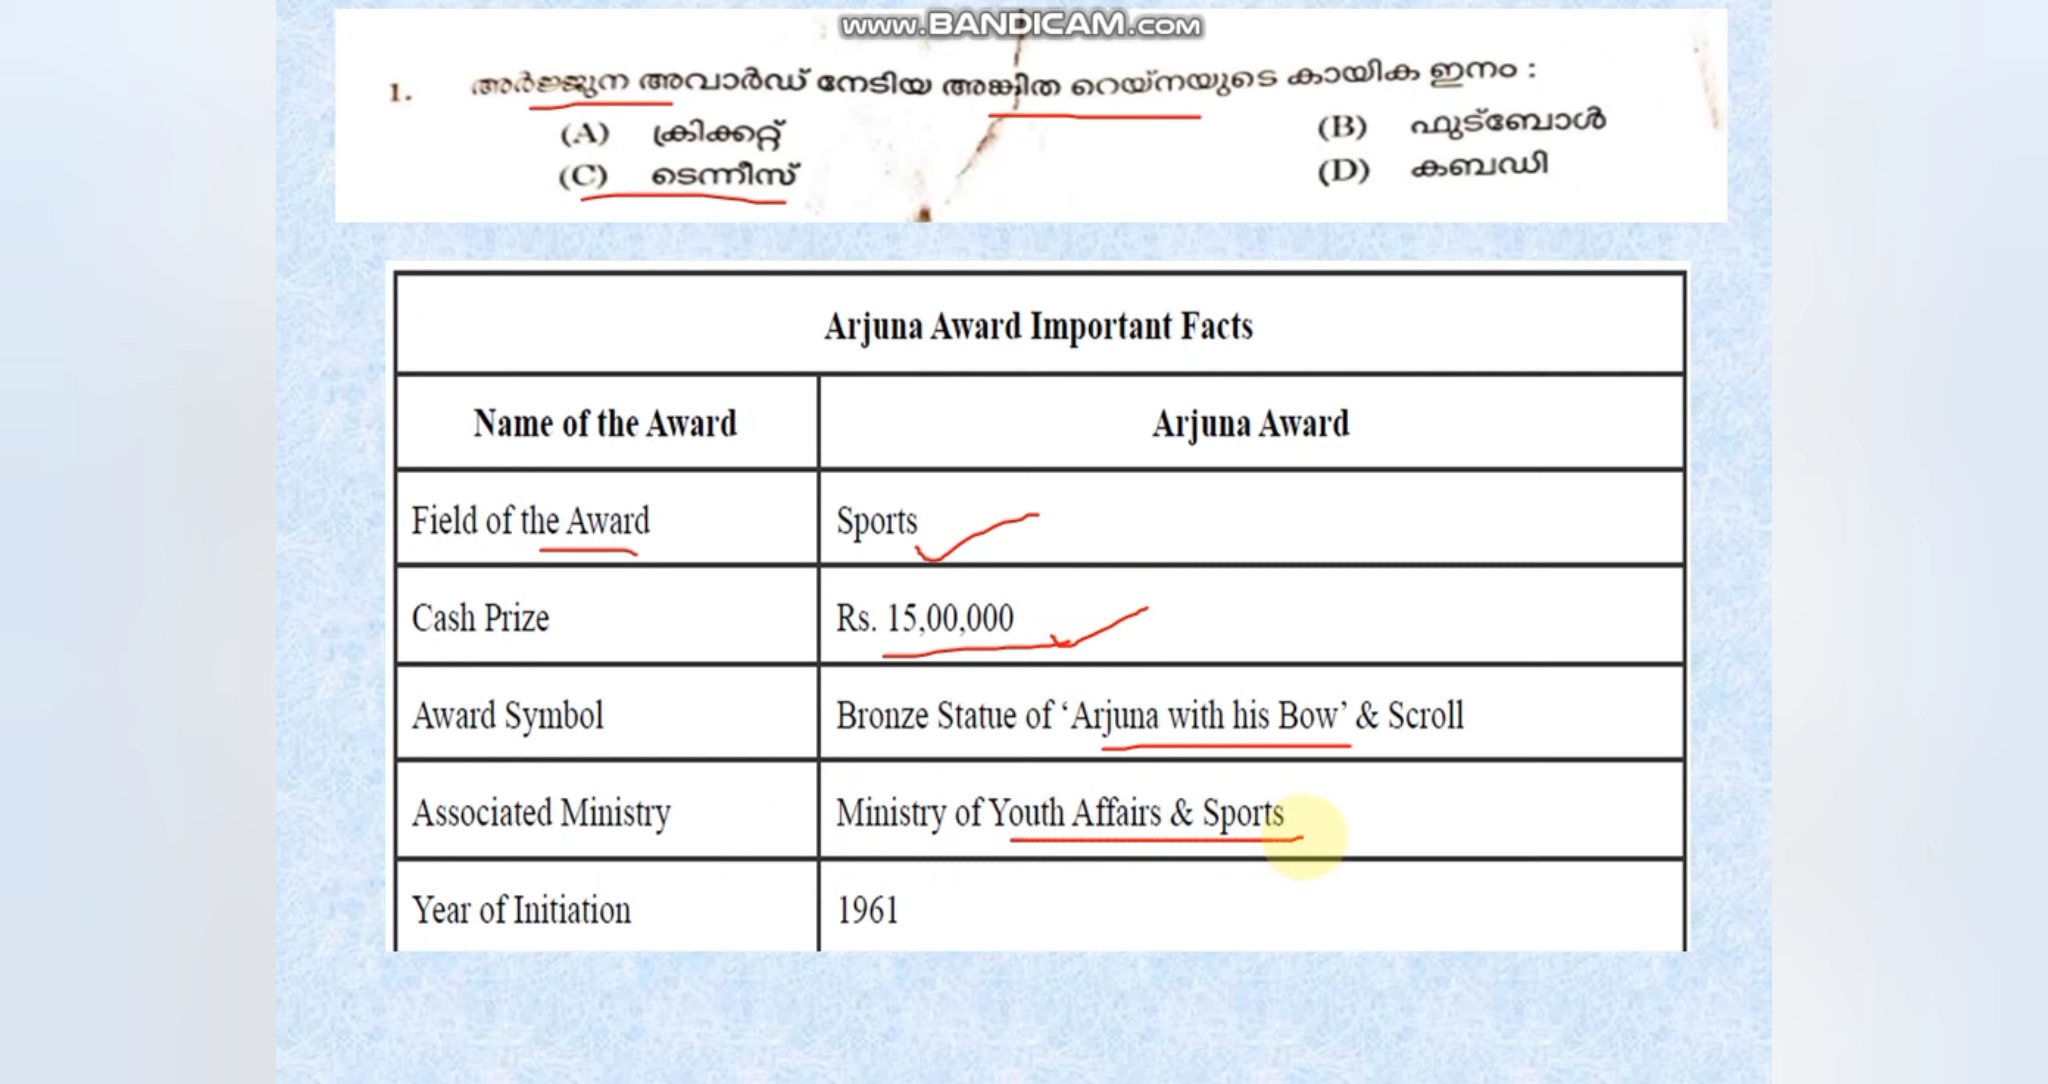 www.BANDICAM.com
1. അർജ്ജുന അവാർഡ് നേടിയ അങ്കിത റെയ്നയുടെ കായിക ഇനം :
(A) ക്രിക്കറ്റ് (B) ഫുട്ബോൾ
(C) ടെന്നീസ് (D) കബഡി
Arjuna Award Important Facts
Name of the Award Arjuna Award
Field of the Award Sports
Cash Prize Rs. 15,00,000
Award Symbol Bronze Statue of ‘Arjuna with his Bow’ & Scroll
Associated Ministry Ministry of Youth Affairs & Sports
Year of Initiation 1961